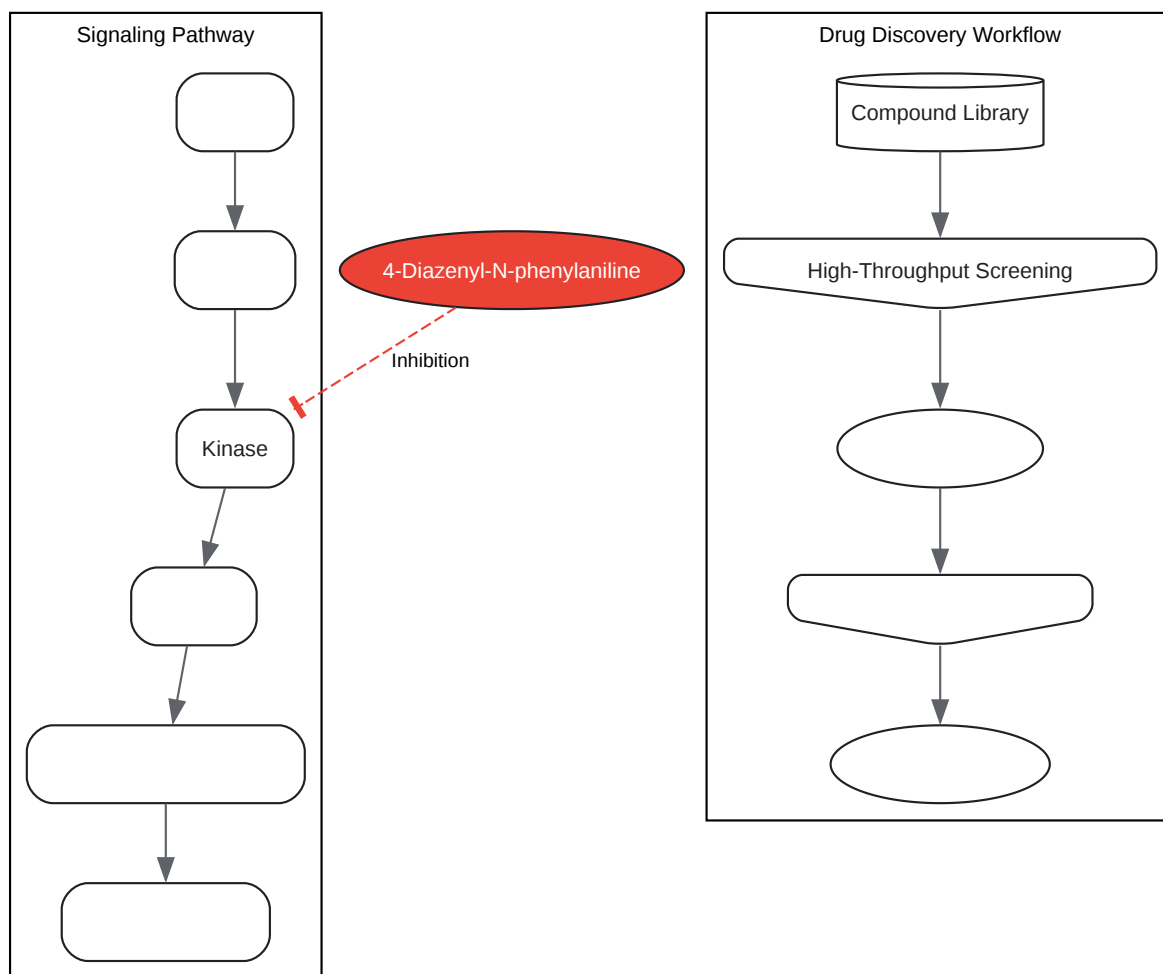 Signaling Pathway
Drug Discovery Workflow
Compound Library
4-Diazenyl-N-phenylaniline
High-Throughput Screening
Inhibition
Kinase